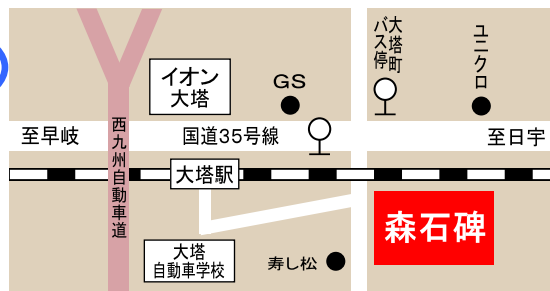 イオン
大塔
GS
大塔町
バス停
ユニクロ
至早岐
西九州自動車道
国道35号線
至日宇
大塔駅
森石碑
大塔
自動車学校
寿し松